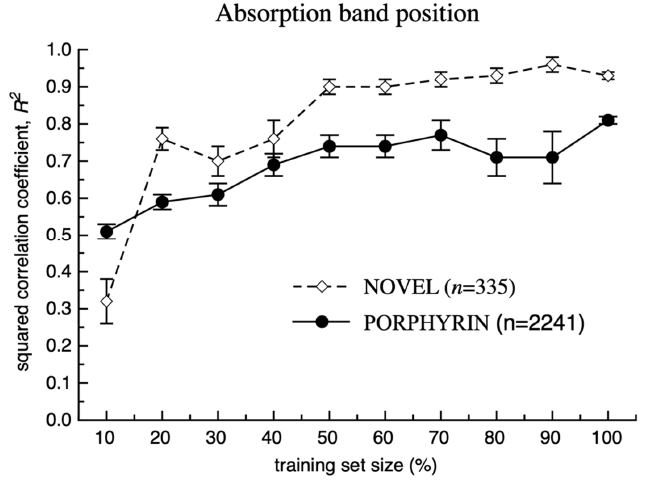 Absorption band position
squared correlation coefficient, R²
1.0
0.9
0.8
0.7
0.6
0.5
0.4
0.3
0.2
0.1
0.0
NOVEL (n=335)
PORPHYRIN (n=2241)
10 20 30 40 50 60 70 80 90 100
training set size (%)